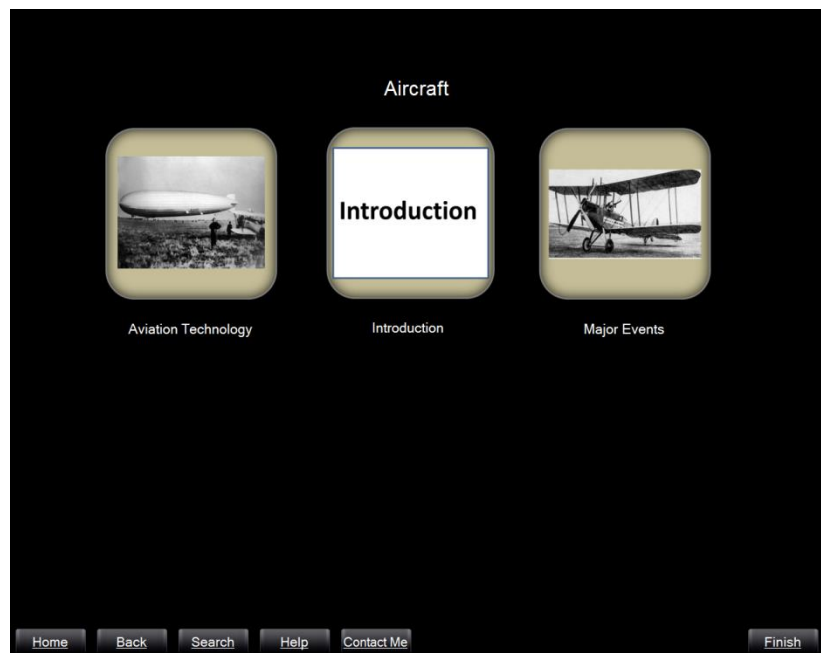 Aircraft
Introduction
Aviation Technology
Introduction
Major Events
Home
Back
Search
Help
Contact Me
Finish